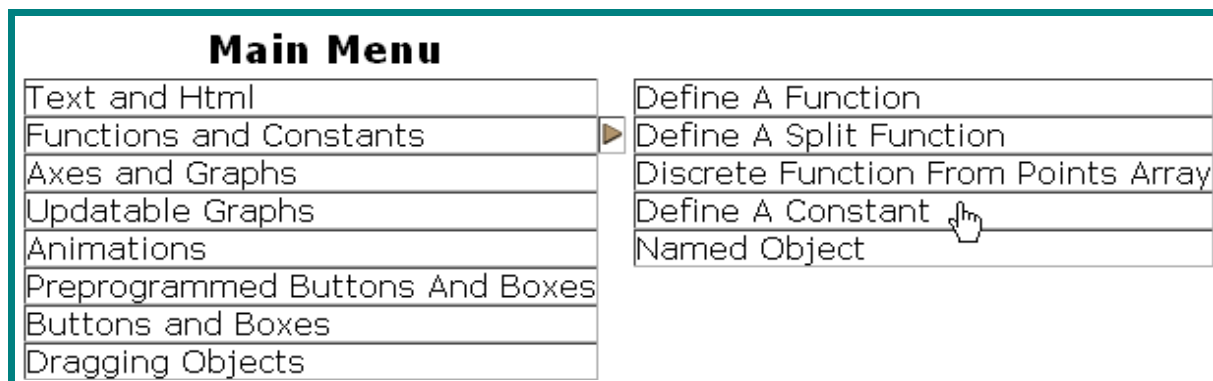 Main Menu
Text and Html
Functions and Constants
Axes and Graphs
Updatable Graphs
Animations
Preprogrammed Buttons And Boxes
Buttons and Boxes
Dragging Objects
Define A Function
Define A Split Function
Discrete Function From Points Array
Define A Constant
Named Object